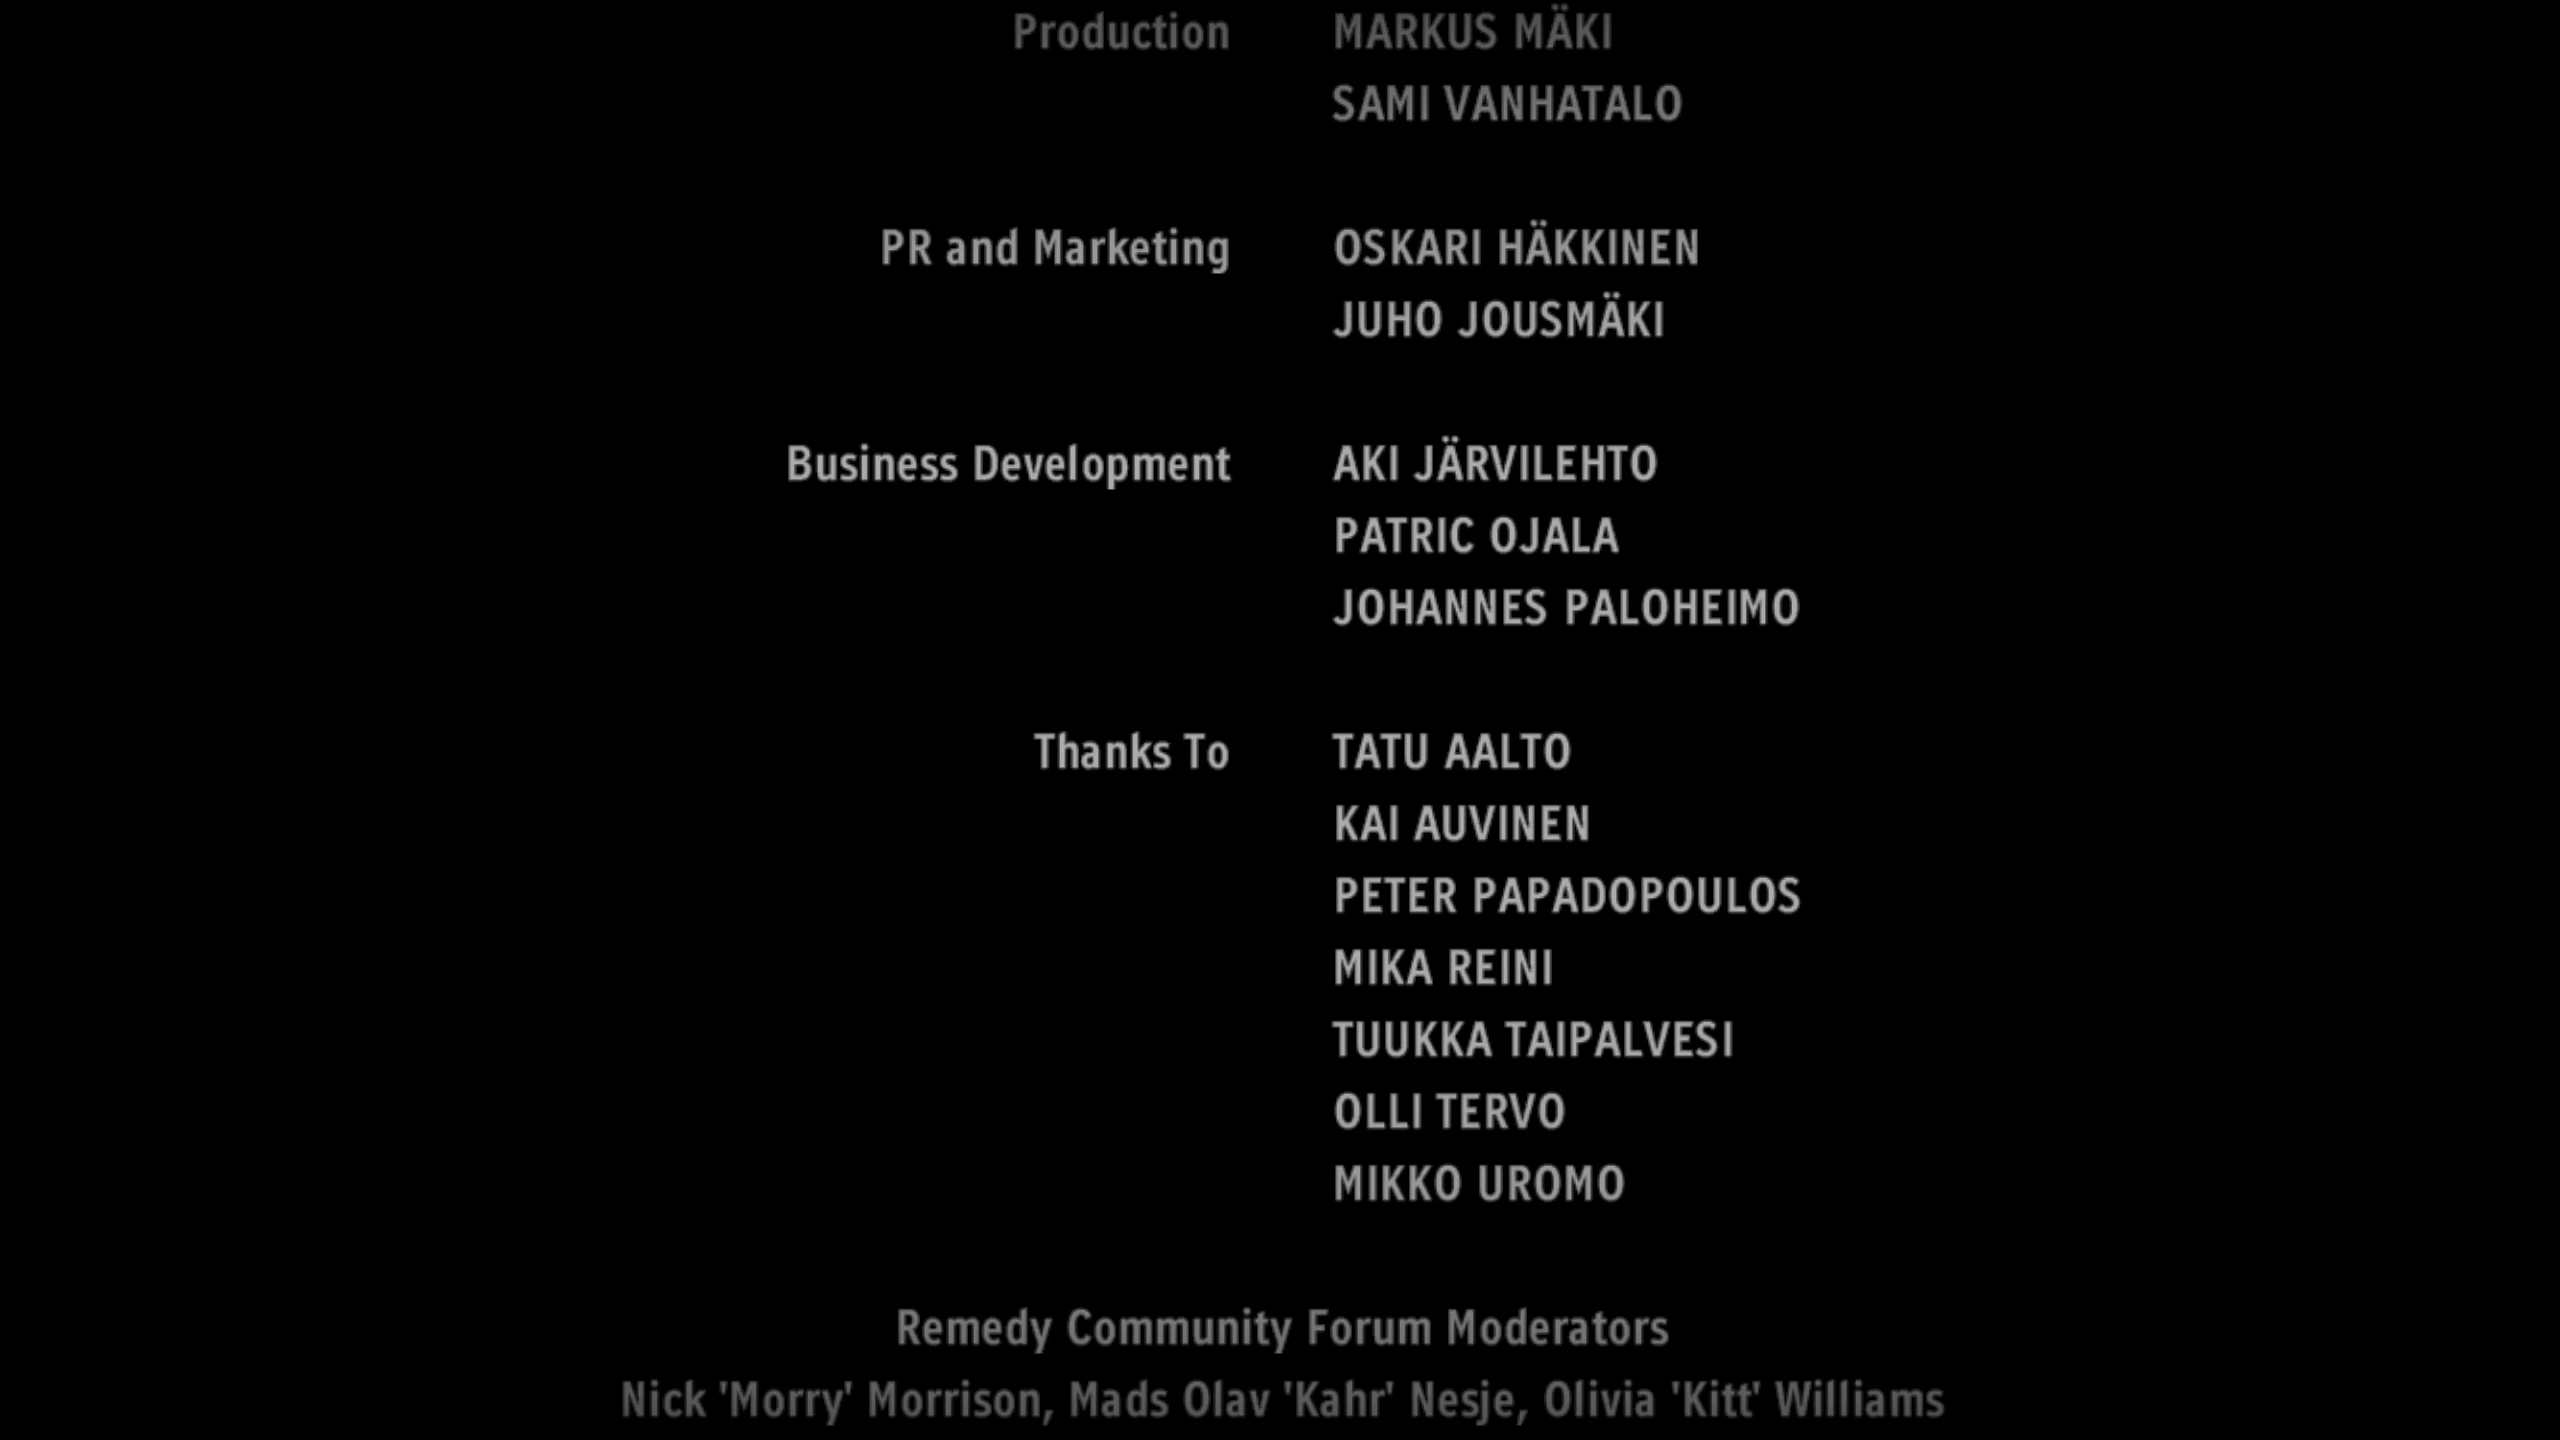 Production MARKUS MÄKI
SAMI VANHATALO
PR and Marketing OSKARI HÄKKINEN
JUHO JOUSMÄKI
Business Development AKI JÄRVILEHTO
PATRIC OJALA
JOHANNES PALOHEIMO
Thanks To TATU AALTO
KAI AUVINEN
PETER PAPADOPOULOS
MIKA REINI
TUUKKA TAIPALVESI
OLLI TERVO
MIKKO UROMO
Remedy Community Forum Moderators
Nick 'Morry' Morrison, Mads Olav 'Kahr' Nesje, Olivia 'Kitt' Williams